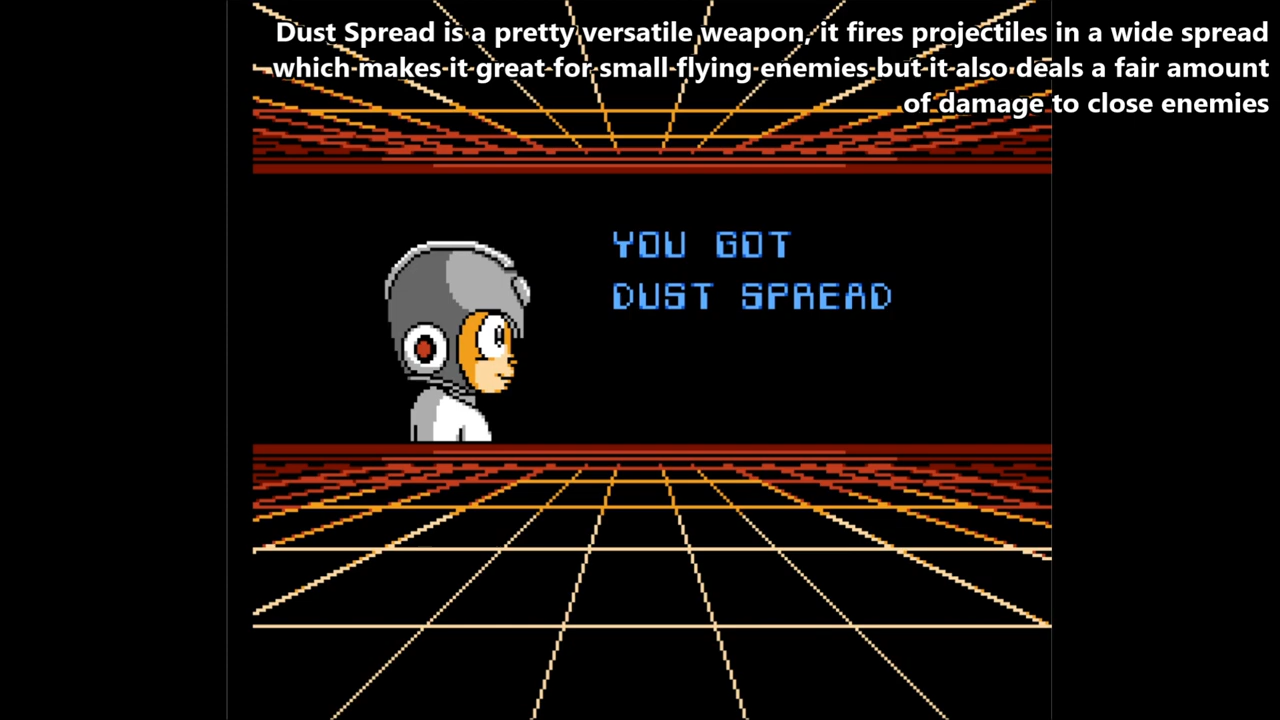 Dust Spread is a pretty versatile weapon, it fires projectiles in a wide spread
which makes it great for small flying enemies but it also deals a fair amount
of damage to close enemies
YOU GOT
DUST SPREAD